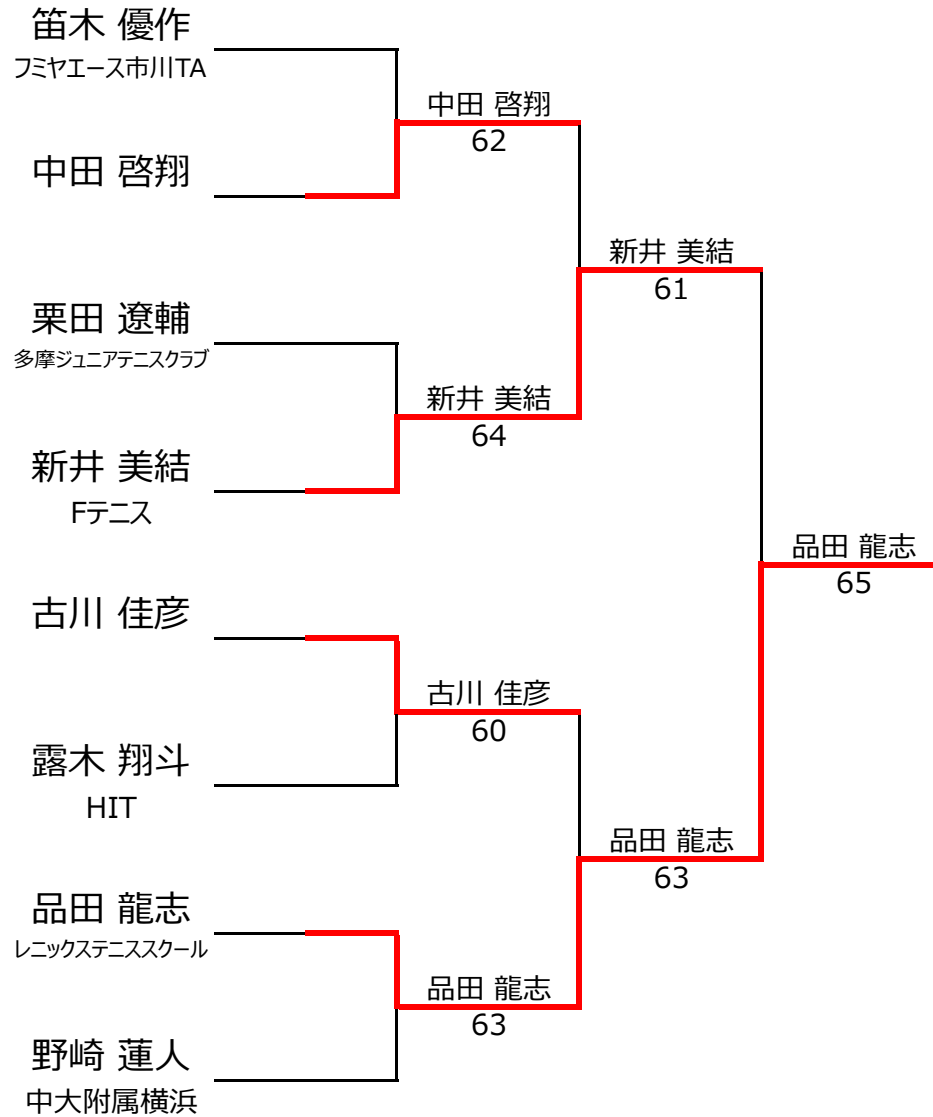 笛木 優作
フミヤエース市川TA
中田 啓翔
栗田 遼輔
多摩ジュニアテニスクラブ
新井 美結
Fテニス
古川 佳彦
露木 翔斗
HIT
品田 龍志
レニックステニススクール
野崎 蓮人
中大附属横浜
中田 啓翔
62
新井 美結
64
古川 佳彦
60
品田 龍志
63
新井 美結
61
品田 龍志
63
品田 龍志
65